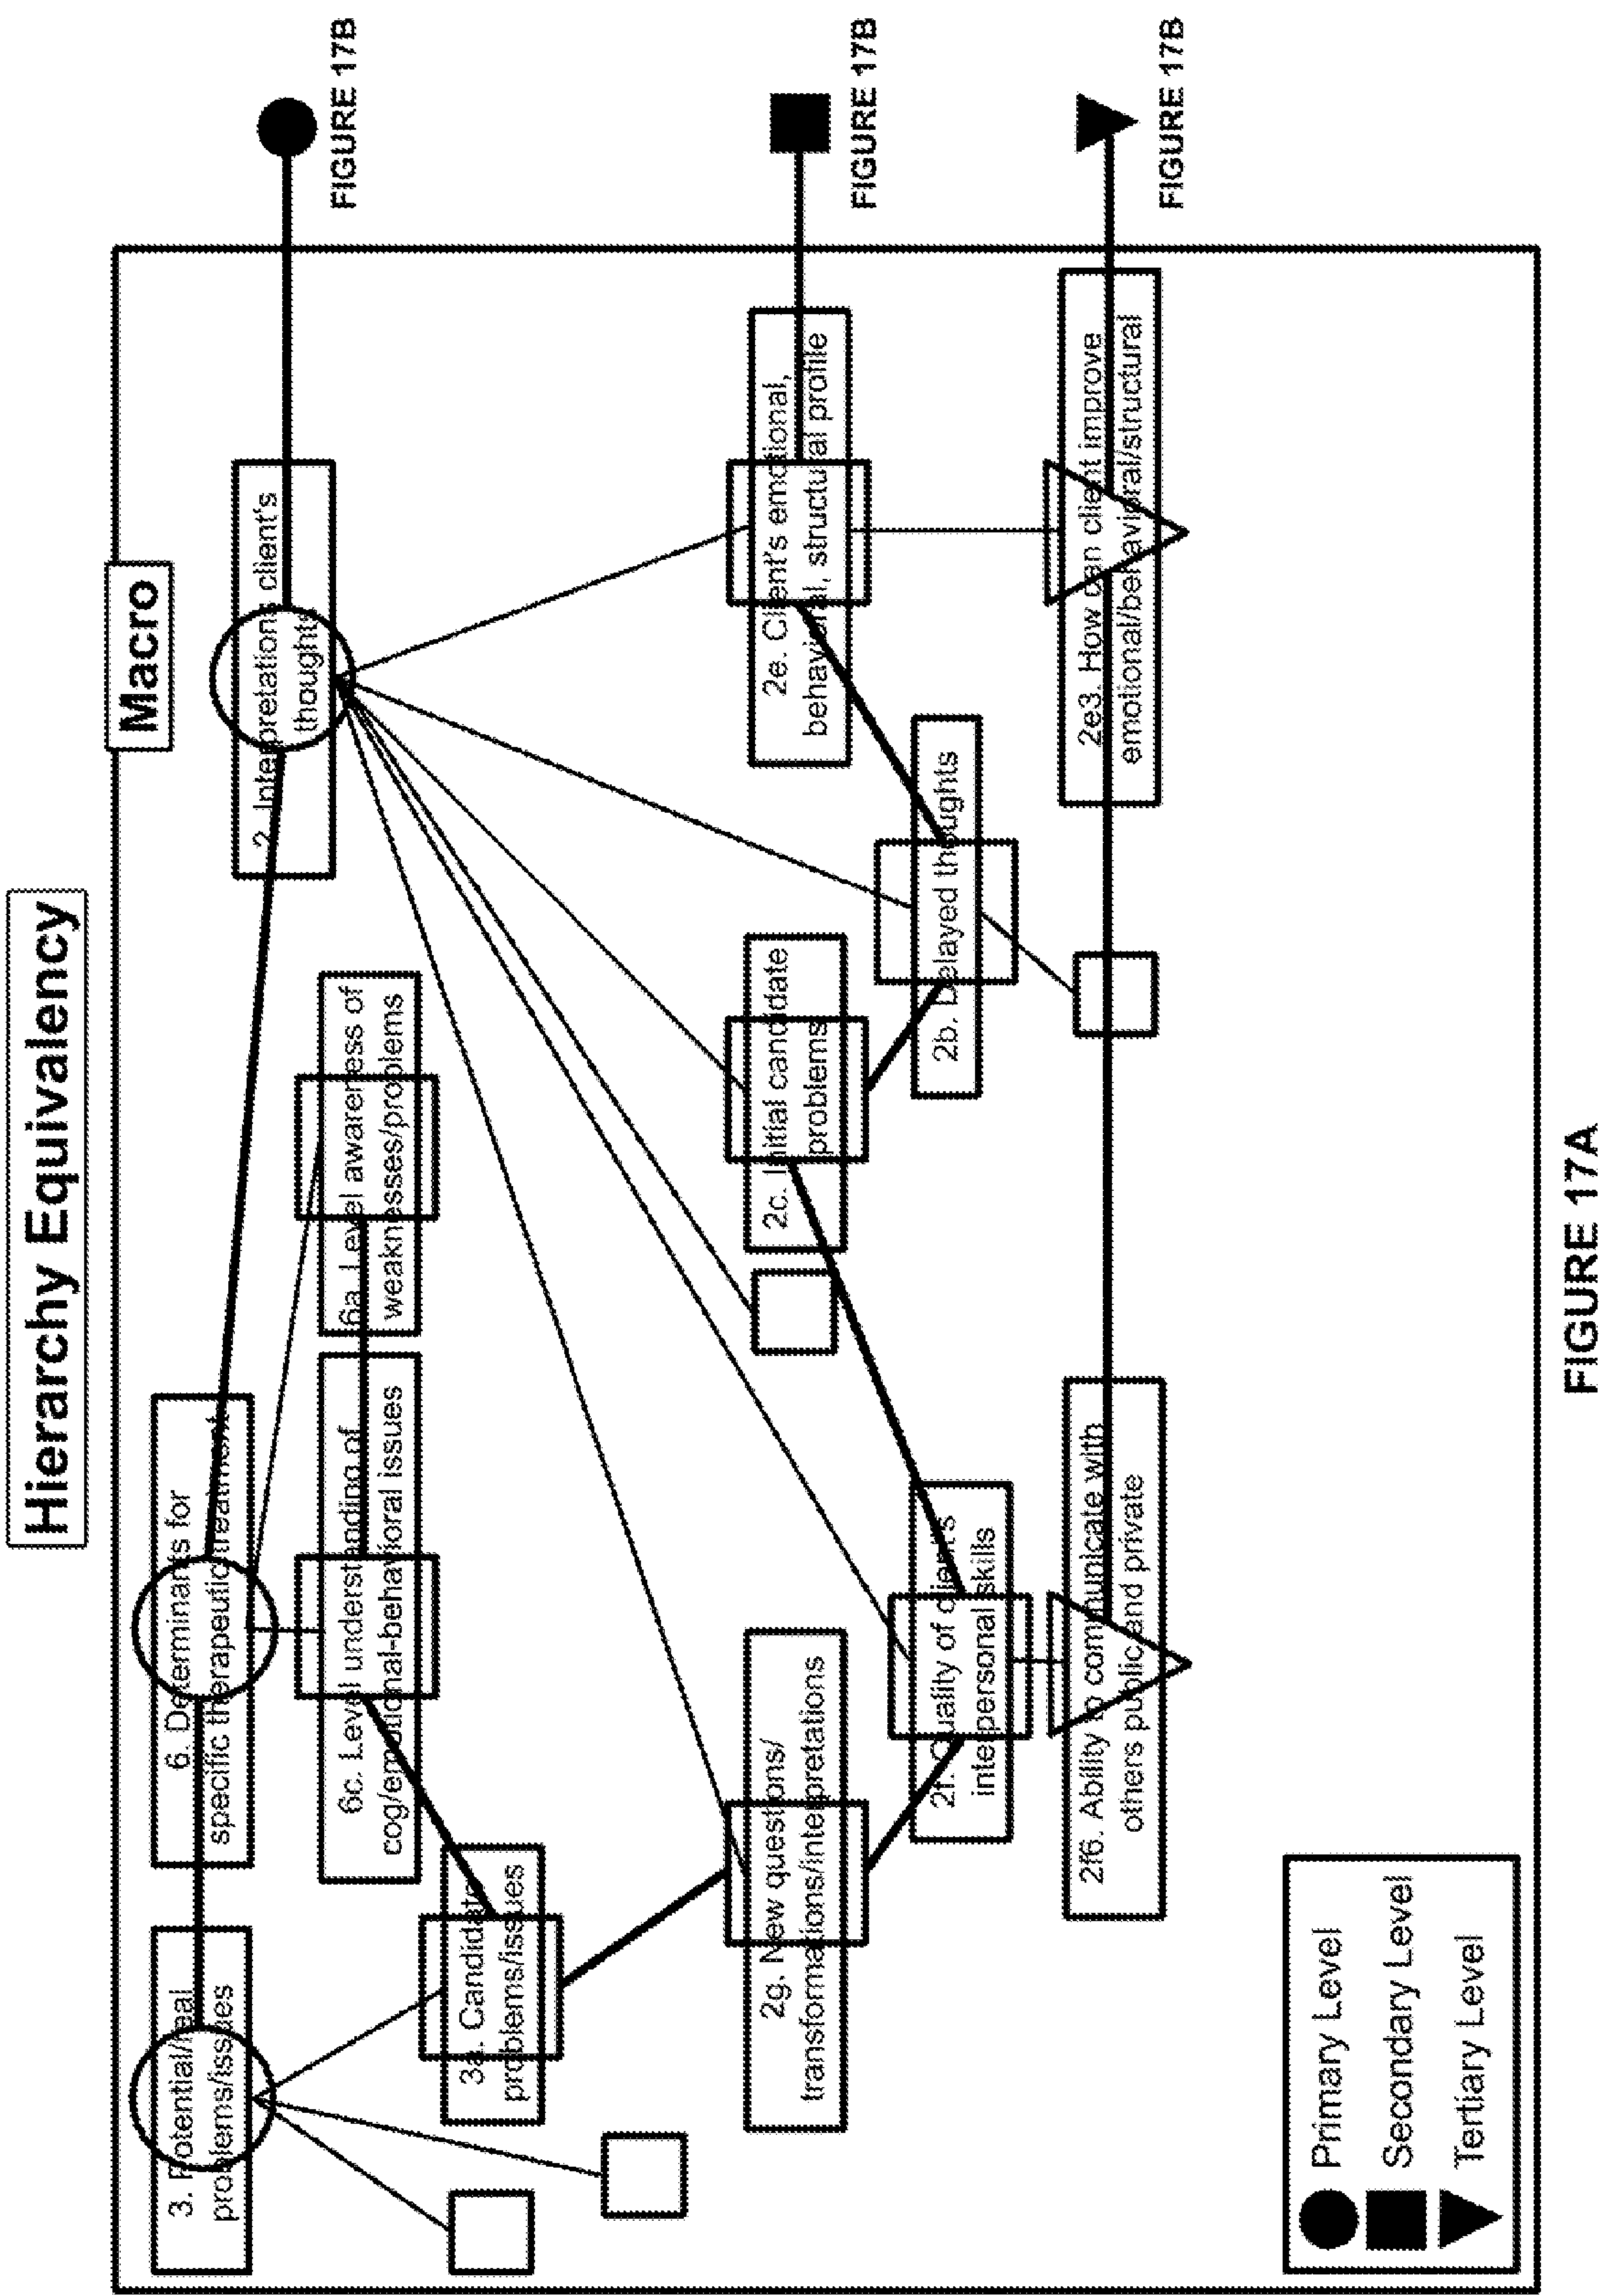 Hierarchy Equivalency
Macro
3. Potential/real
problems/issues
6. Determinants for
specific therapeutic treatment
2. Interpretations client's
thoughts
FIGURE 17B
6c. Level understanding of
cog/emotional-behavioral issues
6a. Level awareness of
weaknesses/problems
3a. Candidate
problems/issues
2g. New questions/
transformations/interpretations
2c. Initial candidate
problems
2e. Client's emotional,
behavioral, structural profile
FIGURE 17B
2f. Quality of client's
interpersonal skills
2b. Delayed thoughts
2f6. Ability to communicate with
others public and private
2e3. How can client improve
emotional/behavioral/structural
FIGURE 17B
Primary Level
Secondary Level
Tertiary Level
FIGURE 17A